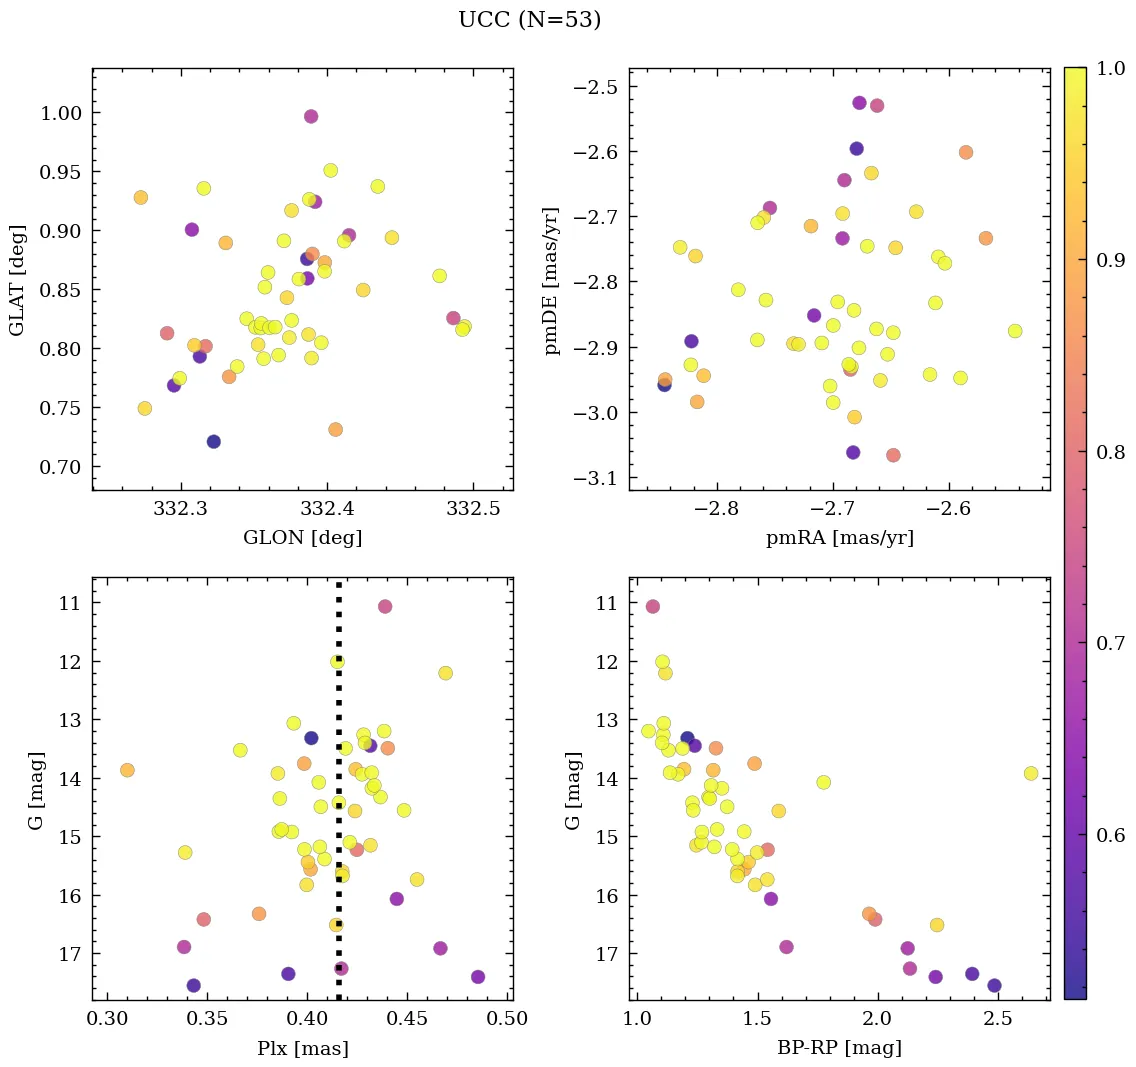 UCC (N=53)
1.00
0.95
0.90
0.85
0.80
0.75
0.70
GLAT [deg]
332.3 332.4 332.5
GLON [deg]
−2.5
−2.6
−2.7
−2.8
−2.9
−3.0
−3.1
pmDE [mas/yr]
−2.8 −2.7 −2.6
pmRA [mas/yr]
1.0
0.9
0.8
0.7
0.6
11
12
13
14
15
16
17
G [mag]
0.30 0.35 0.40 0.45 0.50
Plx [mas]
11
12
13
14
15
16
17
G [mag]
1.0 1.5 2.0 2.5
BP-RP [mag]